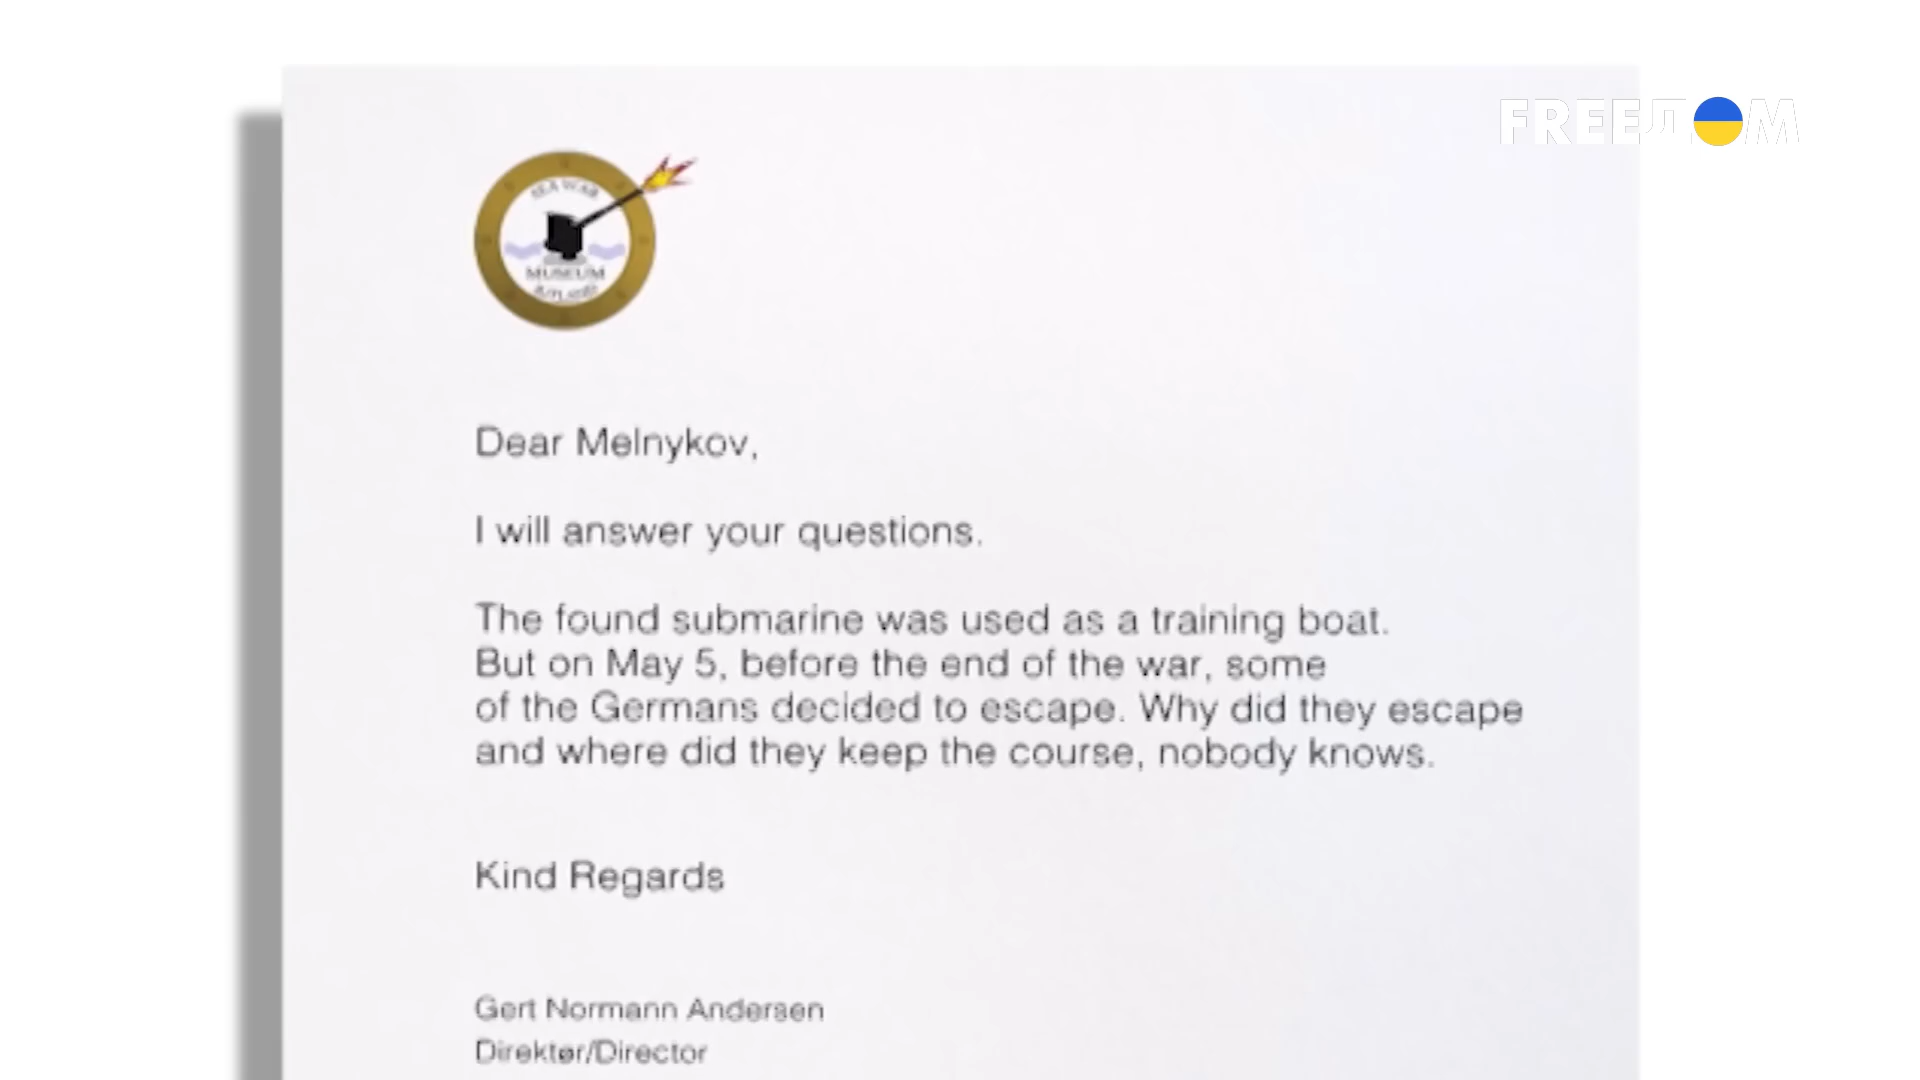 FREEДOM
SEA WAR
MUSEUM
JUTLAND
Dear Melnykov,
I will answer your questions.
The found submarine was used as a training boat.
But on May 5, before the end of the war, some
of the Germans decided to escape. Why did they escape
and where did they keep the course, nobody knows.
Kind Regards
Gert Normann Andersen
Direktør/Director